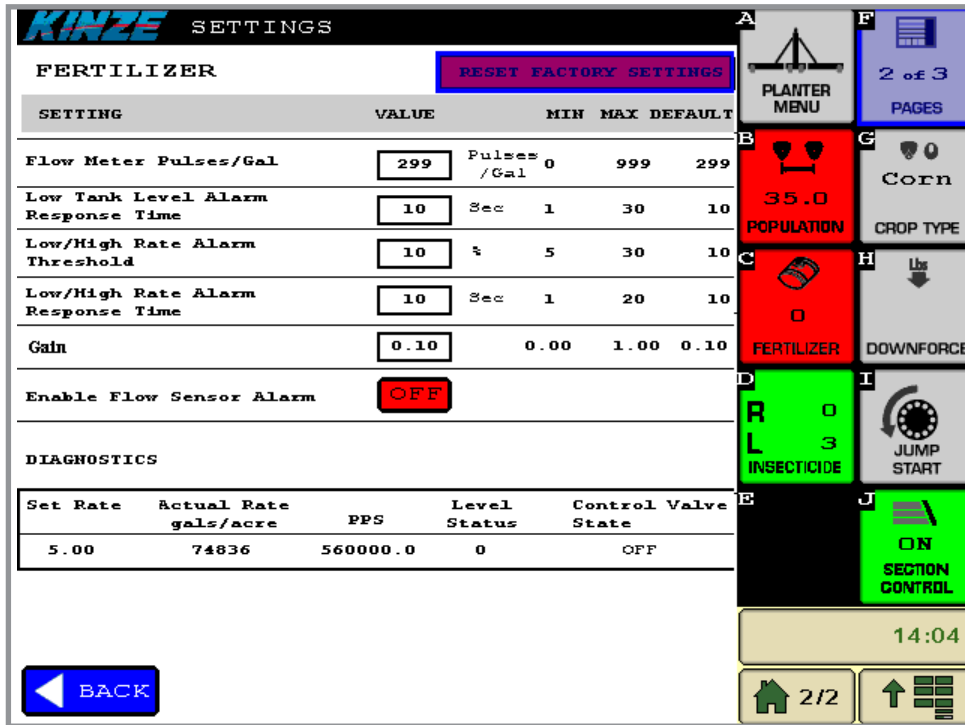 KINZE SETTINGS
FERTILIZER
RESET FACTORY SETTINGS
SETTING VALUE MIN MAX DEFAULT
Flow Meter Pulses/Gal 299 Pulses /Gal 0 999 299
Low Tank Level Alarm
Response Time 10 Sec 1 30 10
Low/High Rate Alarm
Threshold 10 % 5 30 10
Low/High Rate Alarm
Response Time 10 Sec 1 20 10
Gain 0.10 0.00 1.00 0.10
Enable Flow Sensor Alarm OFF
DIAGNOSTICS
Set Rate Actual Rate PPS Level Control Valve
gals/acre Status State
5.00 74836 560000.0 0 OFF
BACK
A
PLANTER
MENU
F
2 of 3
PAGES
B
35.0
POPULATION
G
Corn
CROP TYPE
C
0
FERTILIZER
H
Lbs
DOWNFORCE
D
R 0
L 3
INSECTICIDE
I
JUMP
START
E
J
ON
SECTION
CONTROL
14:04
2/2